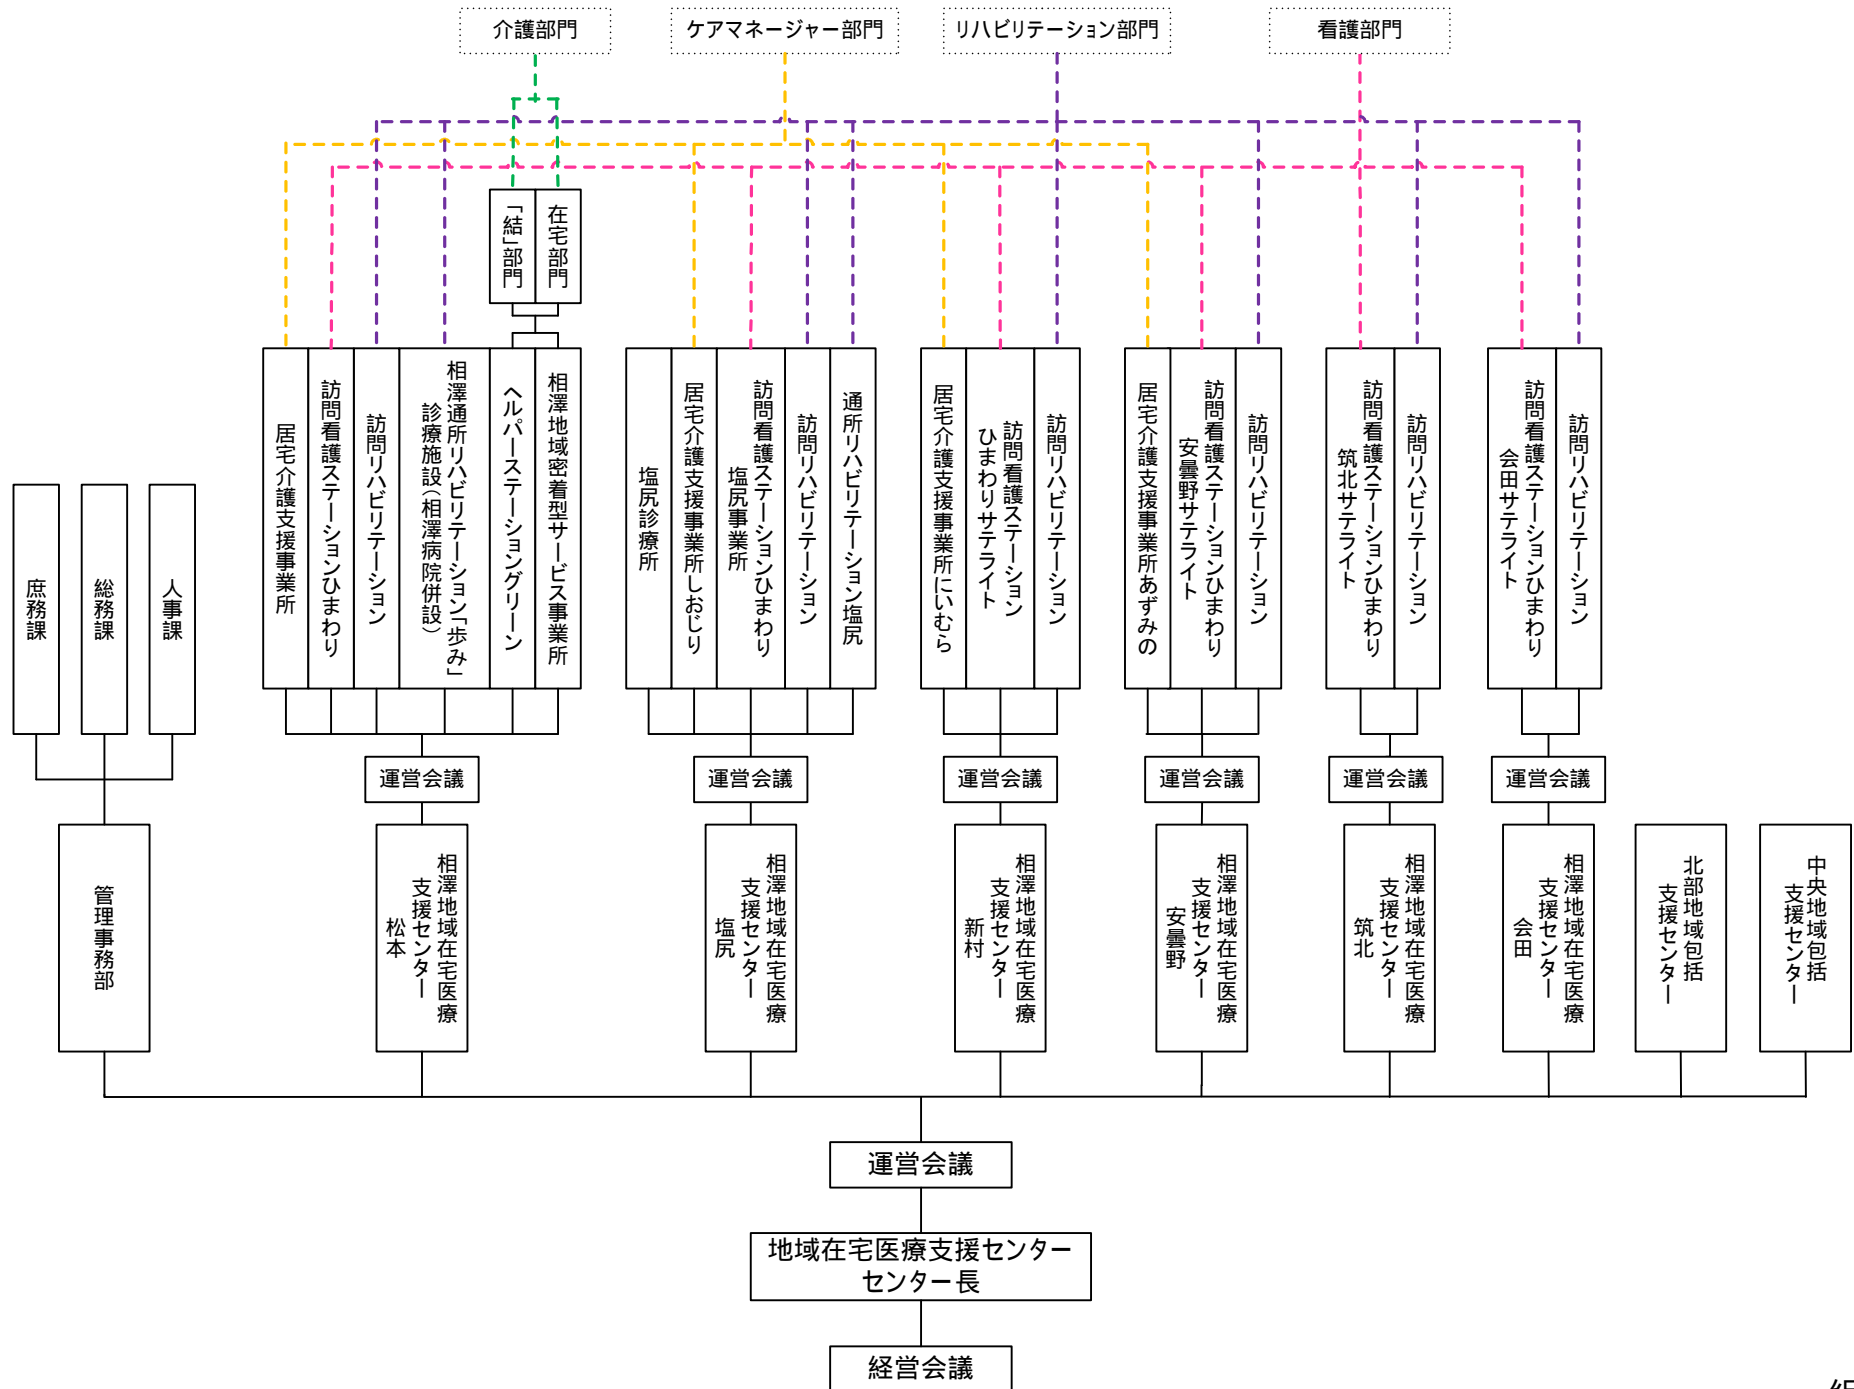 介護部門
ケアマネージャー部門
リハビリテーション部門
看護部門
「結」部門
在宅部門
庶務課
総務課
人事課
居宅介護支援事業所
訪問看護ステーションひまわり
訪問リハビリテーション
相澤通所リハビリテーション「歩み」
診療施設（相澤病院併設）
ヘルパーステーショングリーン
相澤地域密着型サービス事業所
塩尻診療所
居宅介護支援事業所しおじり
訪問看護ステーションひまわり
塩尻事業所
訪問リハビリテーション
通所リハビリテーション塩尻
居宅介護支援事業所にいむら
訪問看護ステーション
ひまわりサテライト
訪問リハビリテーション
居宅介護支援事業所あずみの
訪問看護ステーションひまわり
安曇野サテライト
訪問リハビリテーション
訪問看護ステーションひまわり
筑北サテライト
訪問リハビリテーション
訪問看護ステーションひまわり
会田サテライト
訪問リハビリテーション
運営会議
運営会議
運営会議
運営会議
運営会議
運営会議
管理事務部
相澤地域在宅医療
支援センター
松本
相澤地域在宅医療
支援センター
塩尻
相澤地域在宅医療
支援センター
新村
相澤地域在宅医療
支援センター
安曇野
相澤地域在宅医療
支援センター
筑北
相澤地域在宅医療
支援センター
会田
北部地域包括
支援センター
中央地域包括
支援センター
運営会議
地域在宅医療支援センター
センター長
経営会議